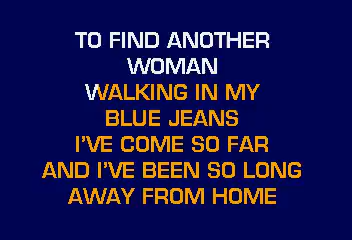 TO FIND ANOTHER
WOMAN
WALKING IN MY
BLUE JEANS
I'VE COME SO FAR
AND I'VE BEEN SO LONG
AWAY FROM HOME